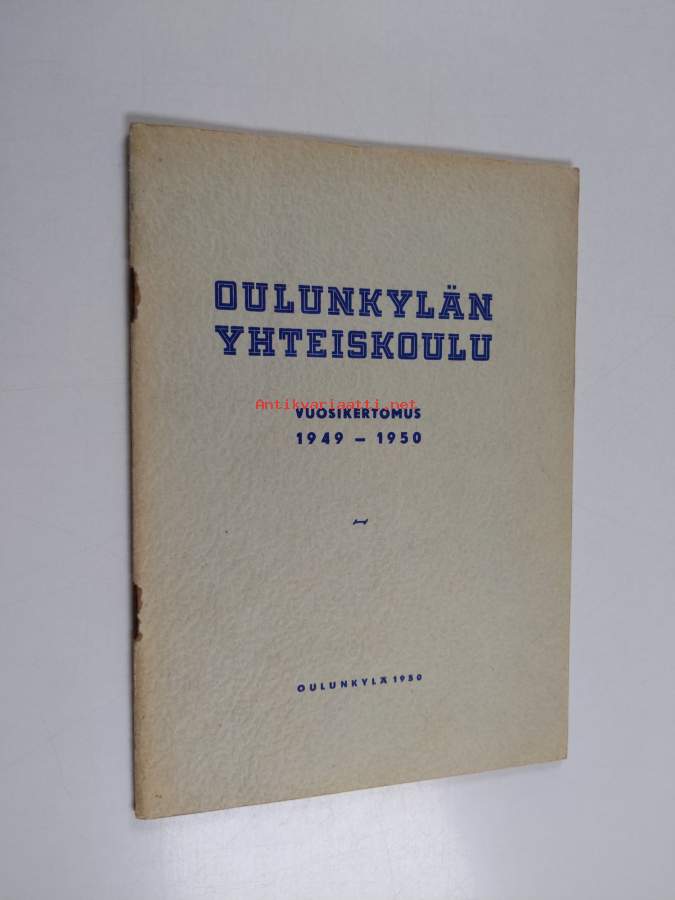 OULUNKYLÄN
YHTEISKOULU
Antikvariaatti.net
VUOSIKERTOMUS
1949 – 1950
OULUNKYLÄ 1950